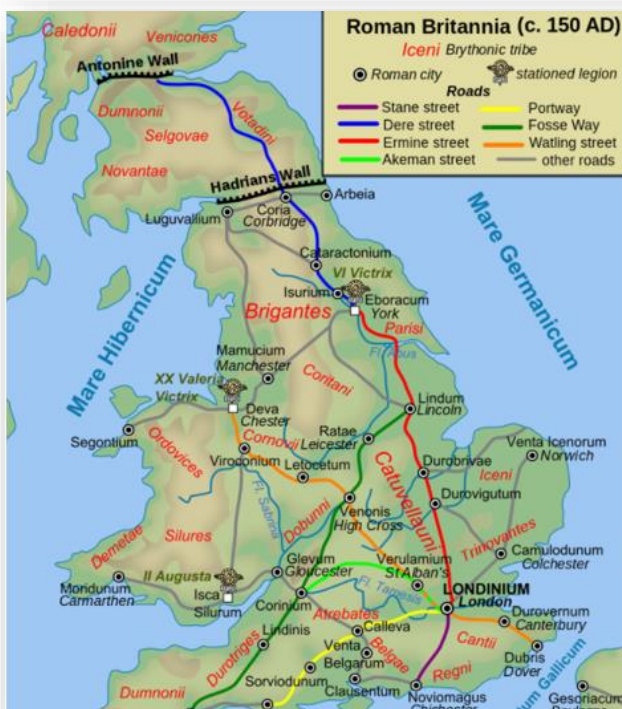 Roman Britannia (c. 150 AD)
Iceni Brythonic tribe
Roman city
stationed legion
Roads
Stane street
Portway
Dere street
Fosse Way
Ermine street
Watling street
Akeman street
other roads
Caledonii
Venicones
Antonine Wall
Dumnonii
Votadini
Selgovae
Novantae
Hadrians Wall
Arbeia
Luguvallium
Coria
Corbridge
Mare Hibernicum
Mare Germanicum
Cataractonium
VI Victrix
Isurium
Eboracum
York
Brigantes
Parisi
Fl. Abus
Mamucium
Manchester
XX Valeria
Victrix
Coritani
Deva
Chester
Lindum
Lincoln
Segontium
Ordovices
Cornovii
Ratae
Leicester
Viroconium
Letocetum
Catuvellauni
Durobrivae
Iceni
Venta Icenorum
Norwich
Durovigutum
Fl. Sabrina
Venonis
High Cross
Dobunni
Trinovantes
Demetae
Silures
Verulamium
St Alban's
Camulodunum
Colchester
II Augusta
Glevum
Gloucester
Moridunum
Carmarthen
Isca
Silurum
Corinium
Fl. Tamesis
LONDINIUM
London
Atrebates
Calleva
Durovernum
Canterbury
Lindinis
Durotriges
Venta
Belgarum
Belgae
Cantii
Dubris
Dover
Regni
Dumnonii
Sorviodunum
Clausentum
Noviomagus
Gallicum
Gesoriacum